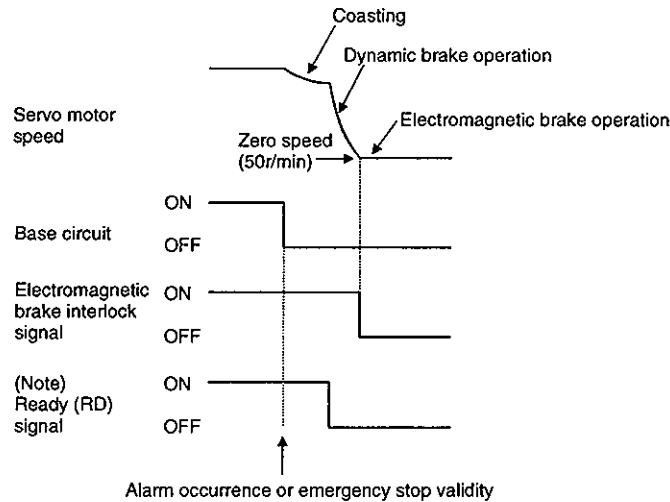 Coasting
Dynamic brake operation
Servo motor
speed
Electromagnetic brake operation
Zero speed
(50r/min)
ON
Base circuit
OFF
Electromagnetic
brake interlock
signal
ON
OFF
(Note)
Ready (RD)
signal
ON
OFF
Alarm occurrence or emergency stop validity